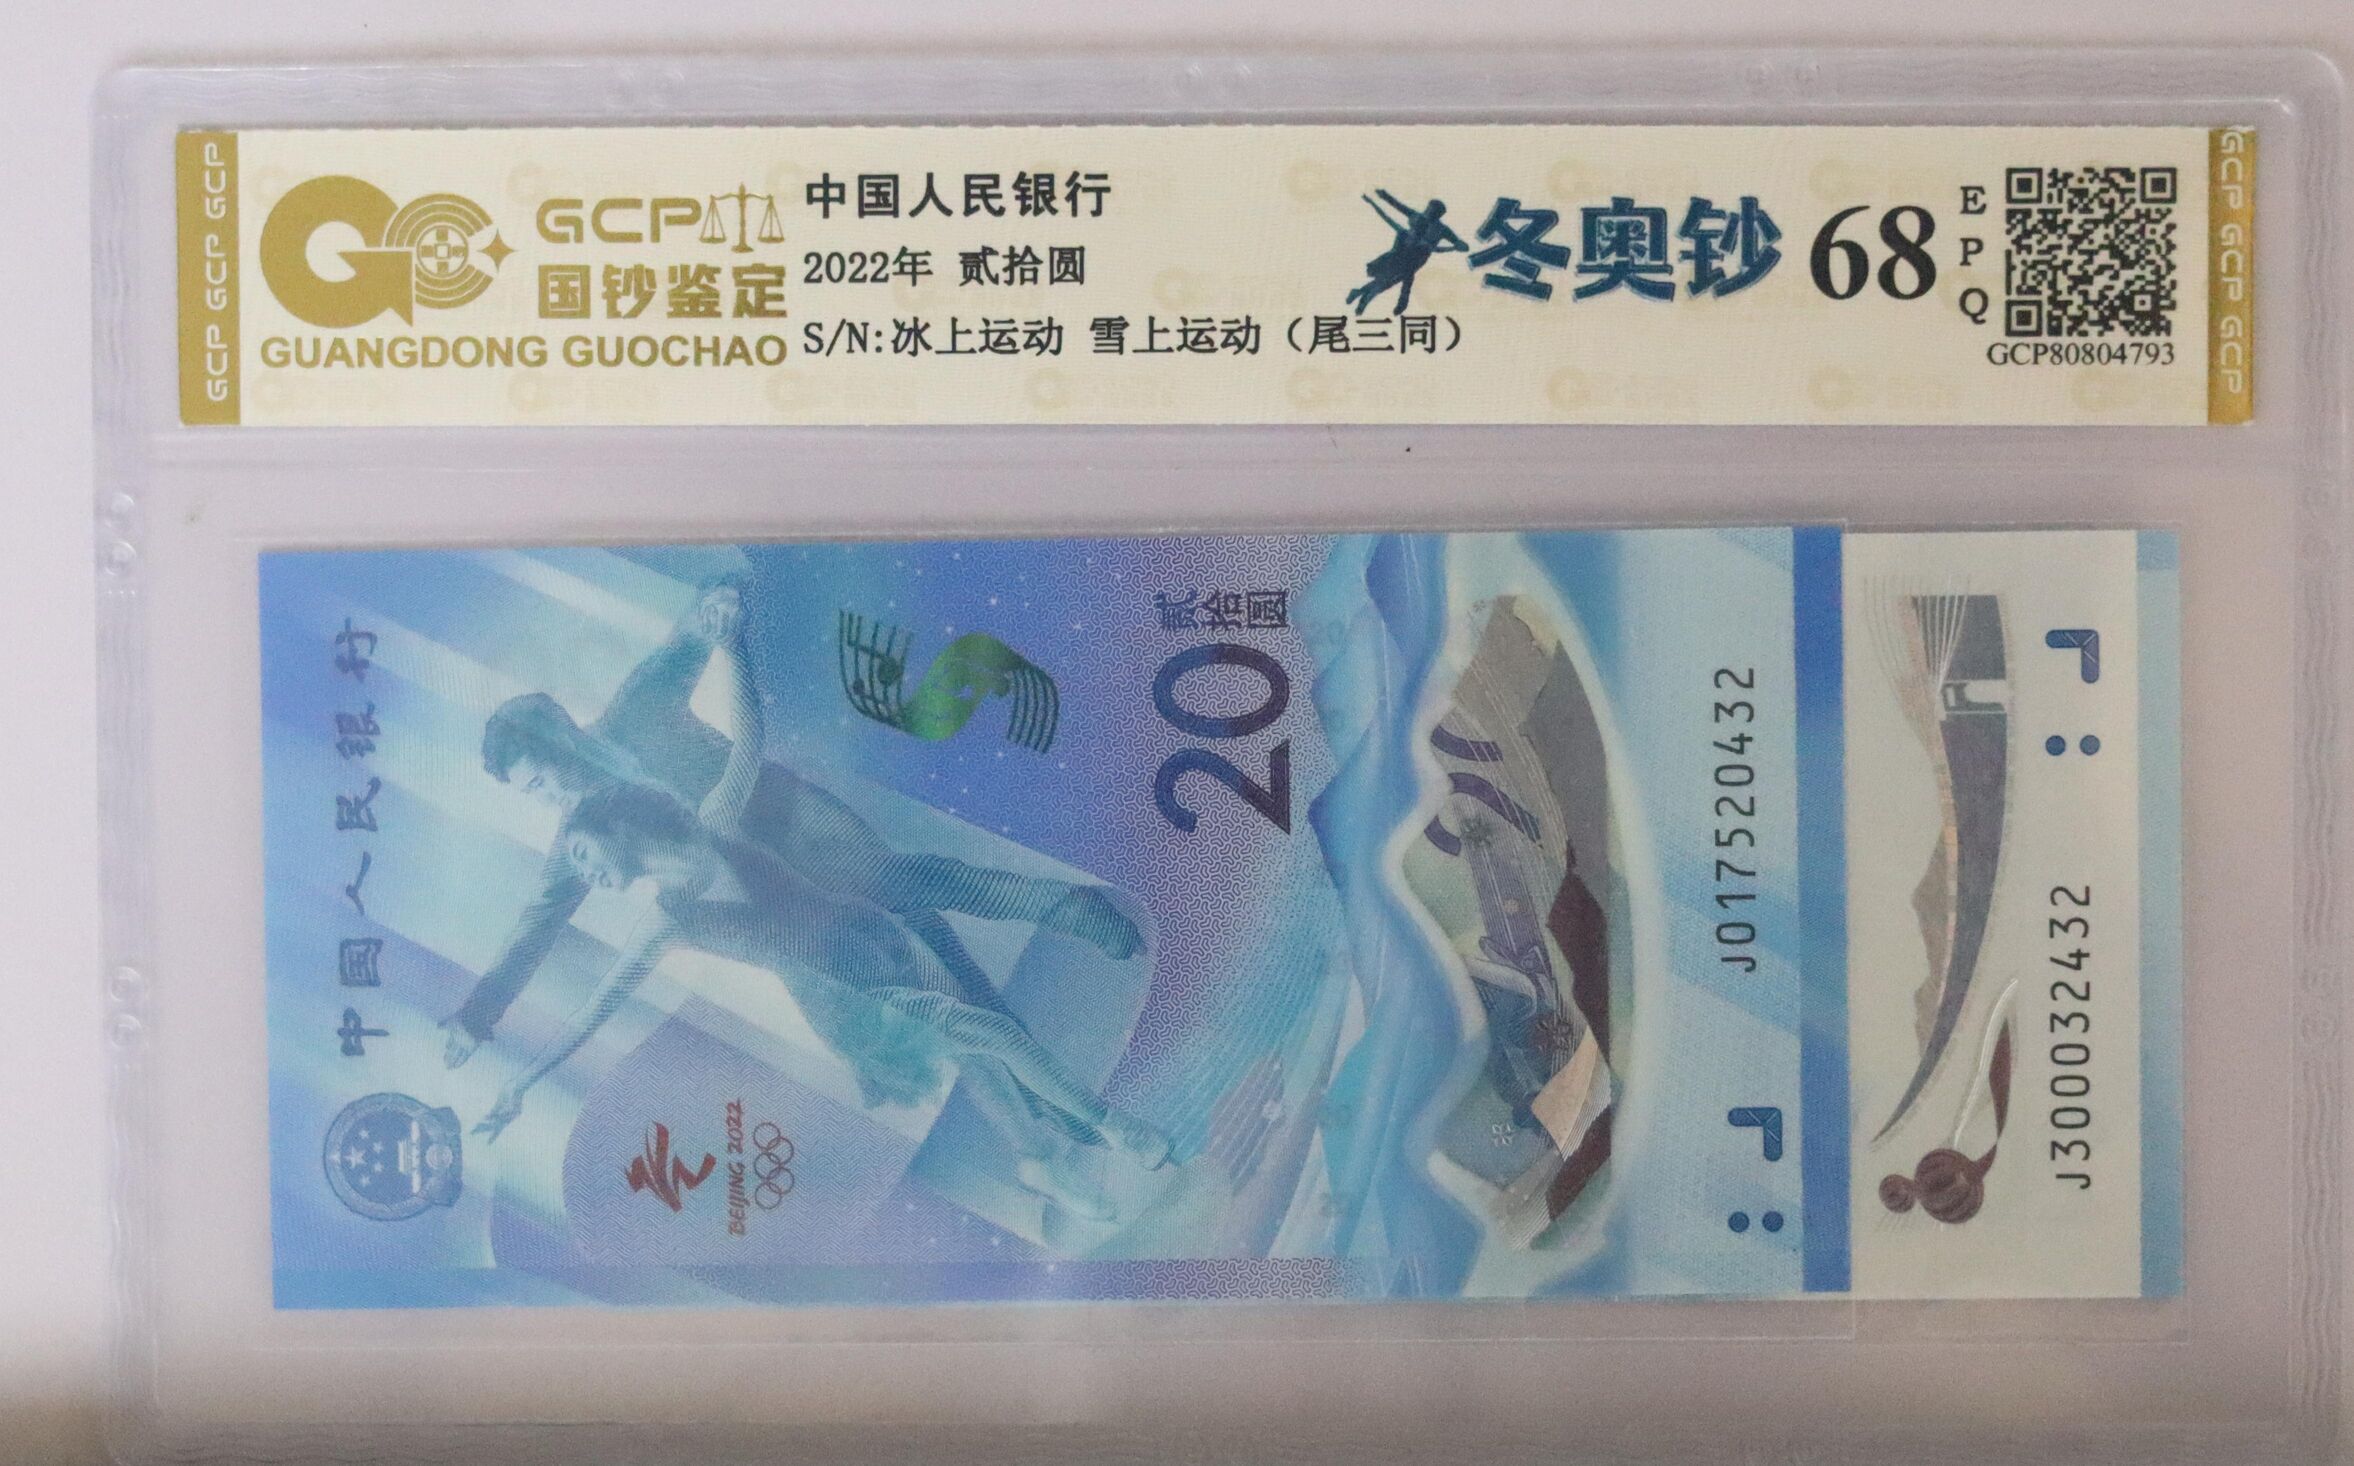 GCP GCP GCP
GCP
国钞鉴定
GUANGDONG GUOCHAO
中国人民银行
2022年 贰拾圆
S/N:冰上运动 雪上运动（尾三同）
冬奥钞
68
EPQ
GCP80804793
GCP GCP GCP
中国人民银行
BEIJING 2022
贰拾圆
20
J017520432
J300032432